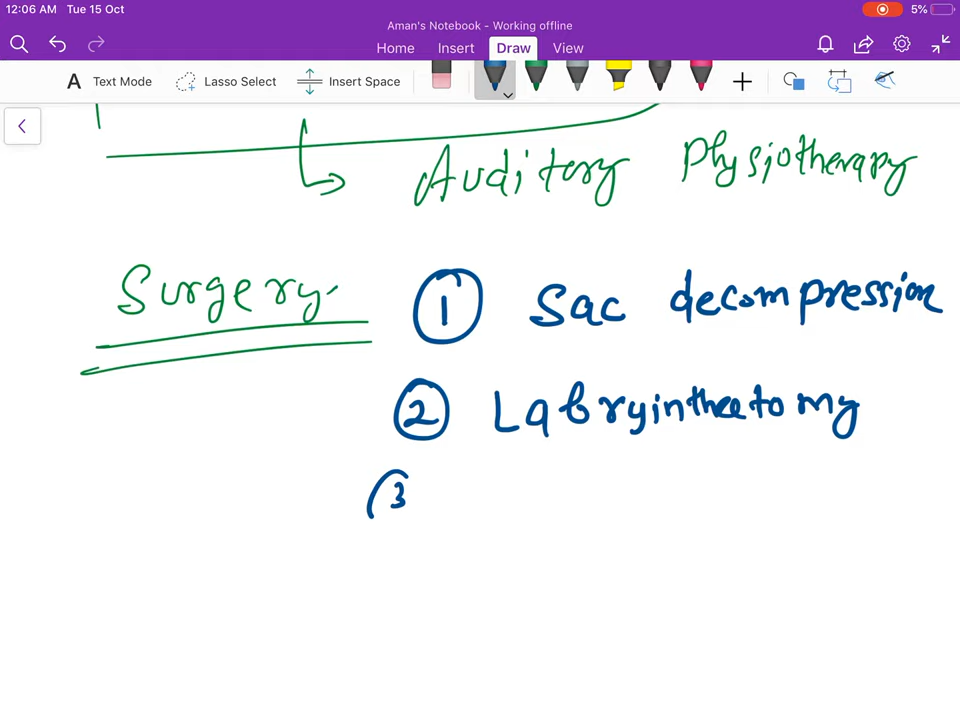 12:06 AM Tue 15 Oct 5%
Aman's Notebook - Working offline
Home Insert Draw View
A Text Mode Lasso Select Insert Space
Auditory Physiotherapy
Surgery
1 Sac decompression
2 Labryintheetomy
3